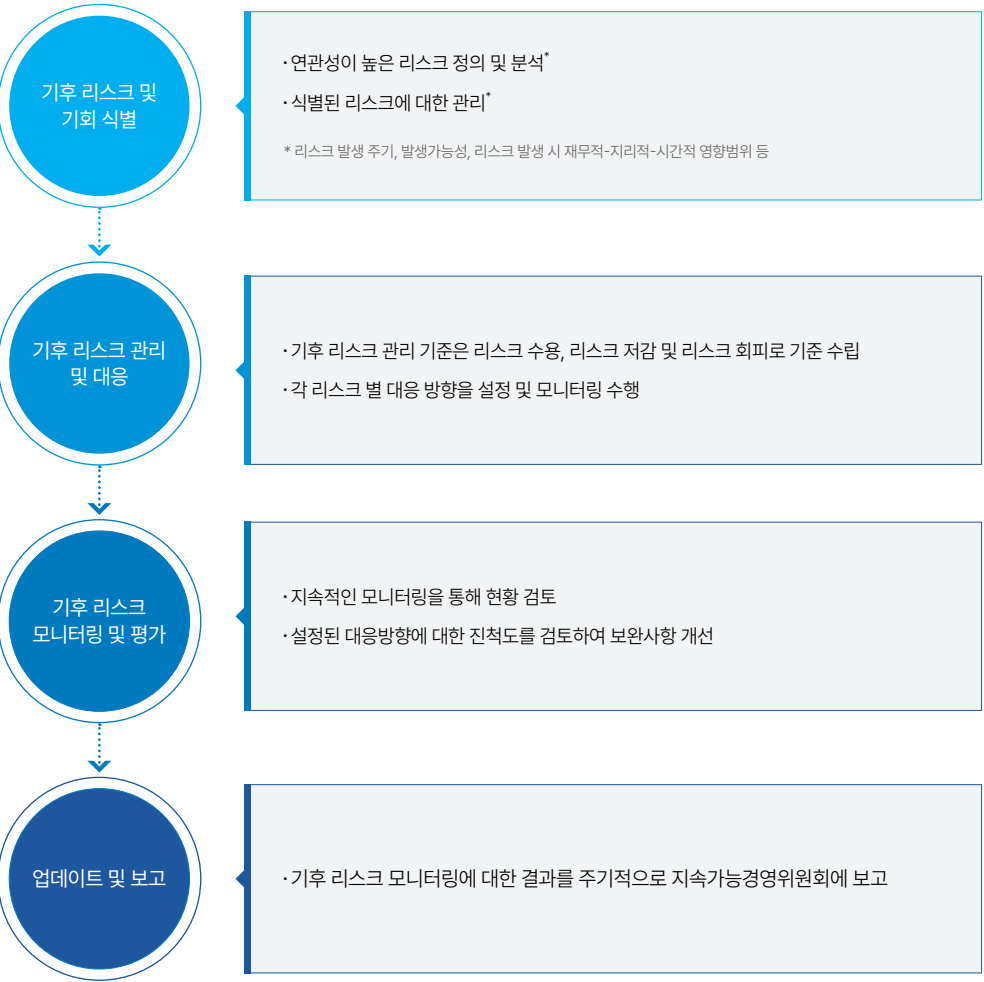 기후 리스크 및
기회 식별
·연관성이 높은 리스크 정의 및 분석*
·식별된 리스크에 대한 관리*
* 리스크 발생 주기, 발생가능성, 리스크 발생 시 재무적-지리적-시간적 영향범위 등
기후 리스크 관리
및 대응
·기후 리스크 관리 기준은 리스크 수용, 리스크 저감 및 리스크 회피로 기준 수립
·각 리스크 별 대응 방향을 설정 및 모니터링 수행
기후 리스크
모니터링 및 평가
·지속적인 모니터링을 통해 현황 검토
·설정된 대응방향에 대한 진척도를 검토하여 보완사항 개선
업데이트 및 보고
·기후 리스크 모니터링에 대한 결과를 주기적으로 지속가능경영위원회에 보고